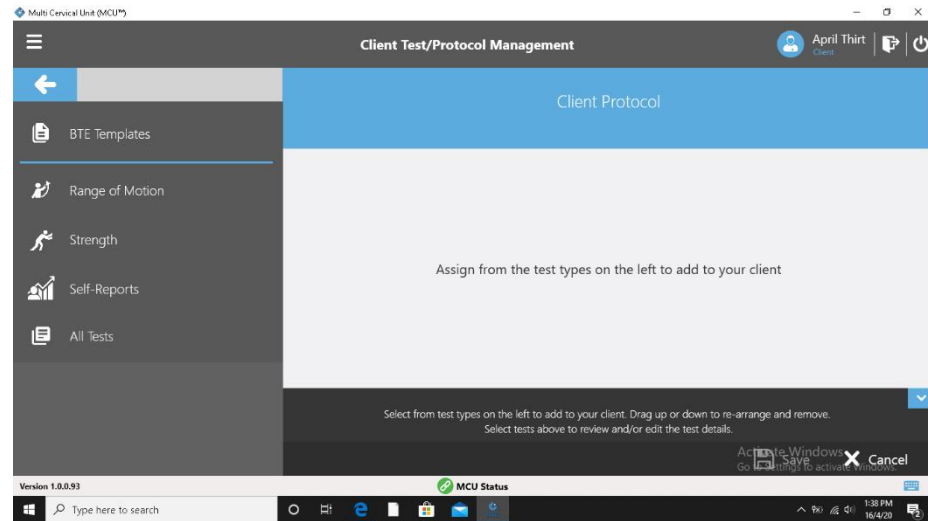 Multi Cervical Unit (MCU™)
Client Test/Protocol Management
April Thirt
Client
Client Protocol
BTE Templates
Range of Motion
Strength
Self-Reports
All Tests
Assign from the test types on the left to add to your client
Select from test types on the left to add to your client. Drag up or down to re-arrange and remove.
Select tests above to review and/or edit the test details.
Activate Windows
Go to Settings to activate Windows.
Save
Cancel
Version 1.0.0.93
MCU Status
Type here to search
1:38 PM
16/4/20
2